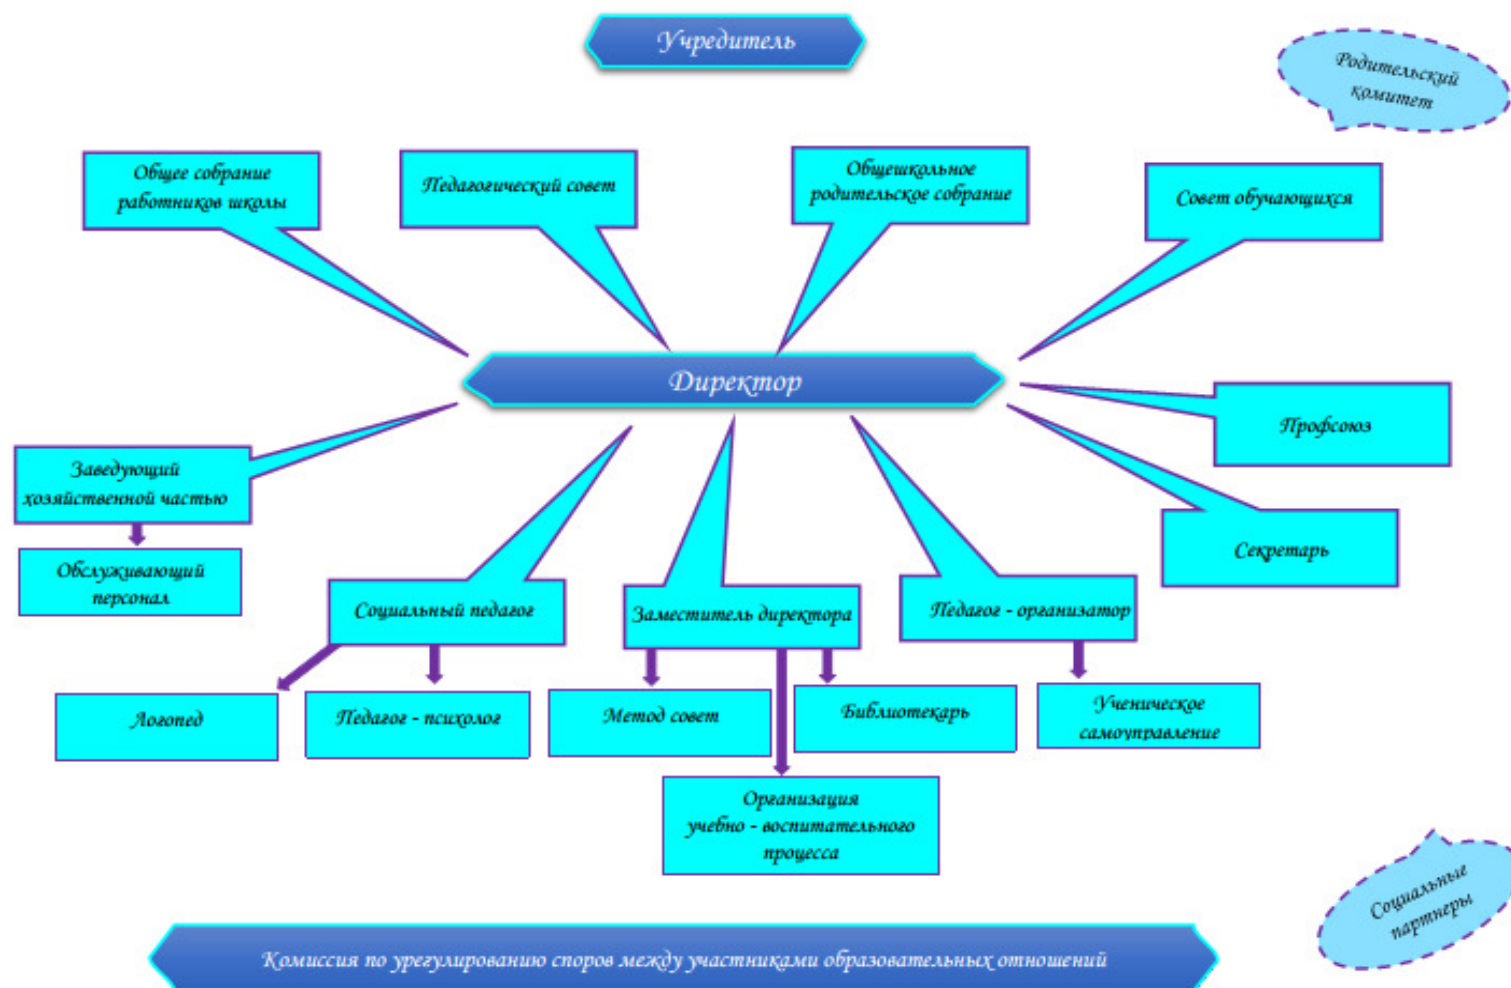 Учредитель
Родительский
комитет
Общее собрание
работников школы
Педагогический совет
Общешкольное
родительское собрание
Совет обучающихся
Директор
Профсоюз
Заведующий
хозяйственной частью
Секретарь
Обслуживающий
персонал
Социальный педагог
Заместитель директора
Педагог - организатор
Логопед
Педагог - психолог
Метод совет
Библиотекарь
Ученическое
самоуправление
Организация
учебно - воспитательного
процесса
Социальные
партнеры
Комиссия по урегулированию споров между участниками образовательных отношений